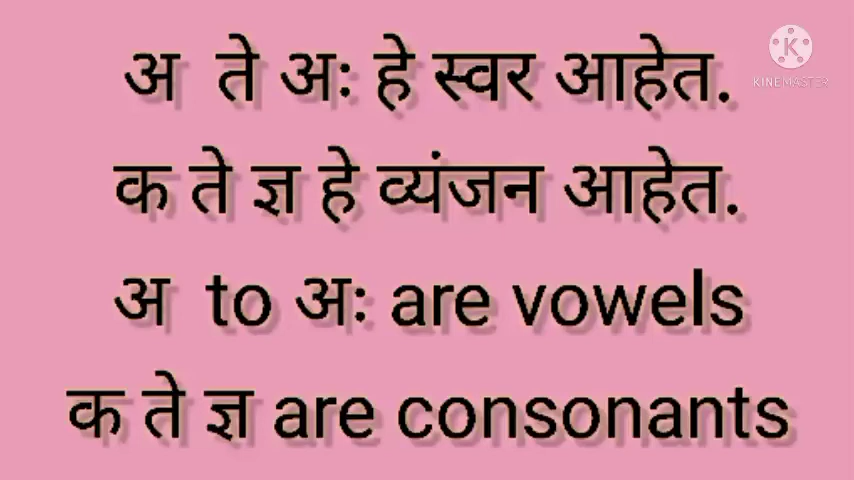 अ ते अः हे स्वर आहेत.
क ते ज्ञ हे व्यंजन आहेत.
अ to अः are vowels
क ते ज्ञ are consonants
K
KINEMASTER